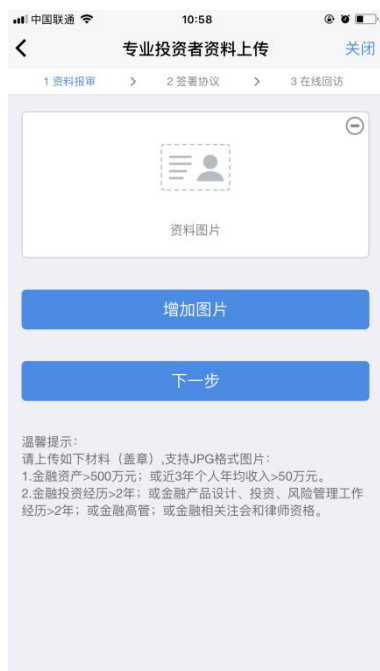 中国联通 10:58
专业投资者资料上传 关闭
1 资料报审 > 2 签署协议 > 3 在线回访
资料图片
增加图片
下一步
温馨提示:
请上传如下材料（盖章）,支持JPG格式图片:
1.金融资产>500万元；或近3年个人年均收入>50万元。
2.金融投资经历>2年；或金融产品设计、投资、风险管理工作
经历>2年；或金融高管；或金融相关注会和律师资格。